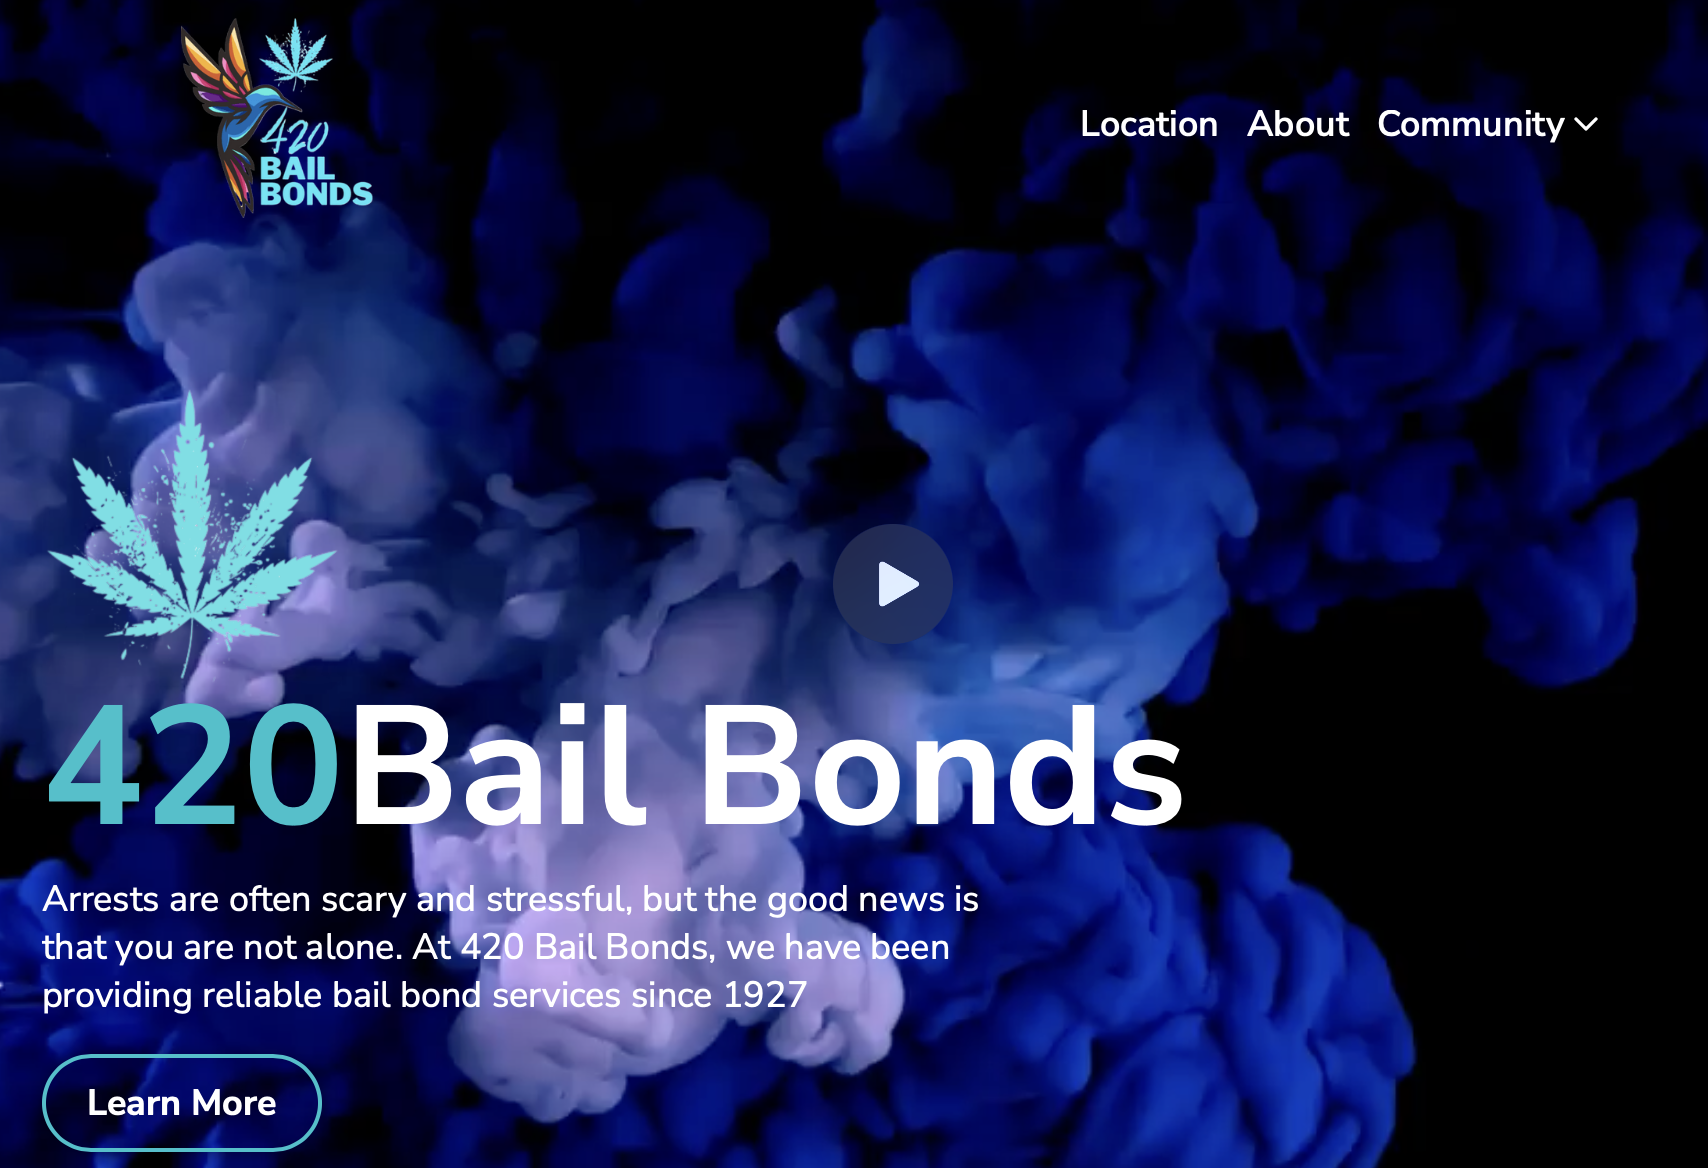 420
BAIL
BONDS
Location About Community
420Bail Bonds
Arrests are often scary and stressful, but the good news is
that you are not alone. At 420 Bail Bonds, we have been
providing reliable bail bond services since 1927
Learn More